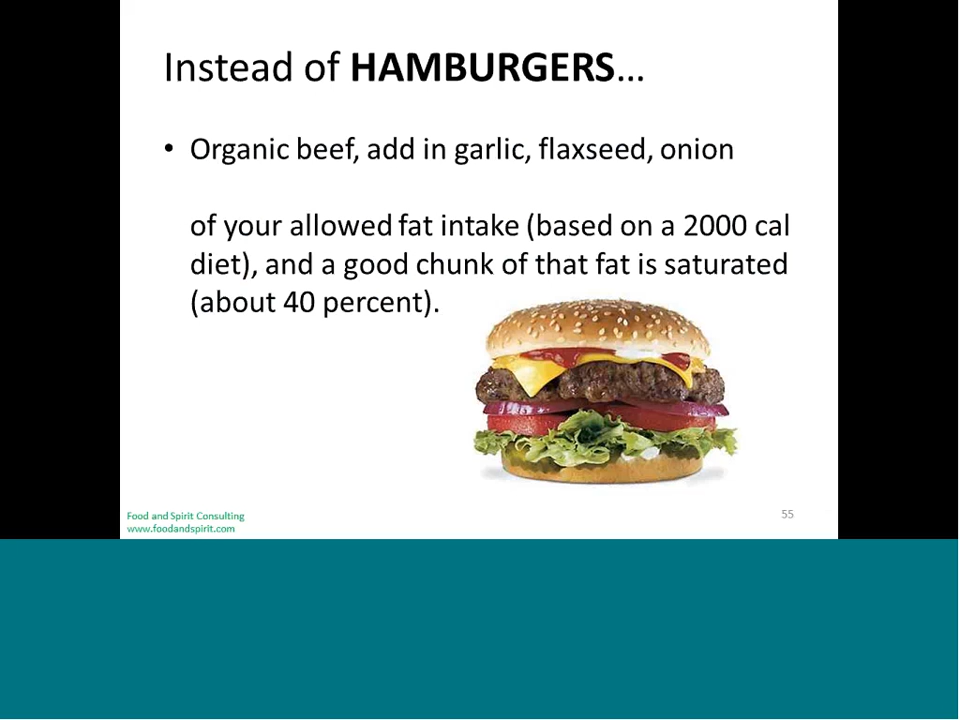 Instead of HAMBURGERS…
• Organic beef, add in garlic, flaxseed, onion
of your allowed fat intake (based on a 2000 cal
diet), and a good chunk of that fat is saturated
(about 40 percent).
Food and Spirit Consulting
www.foodandspirit.com
55